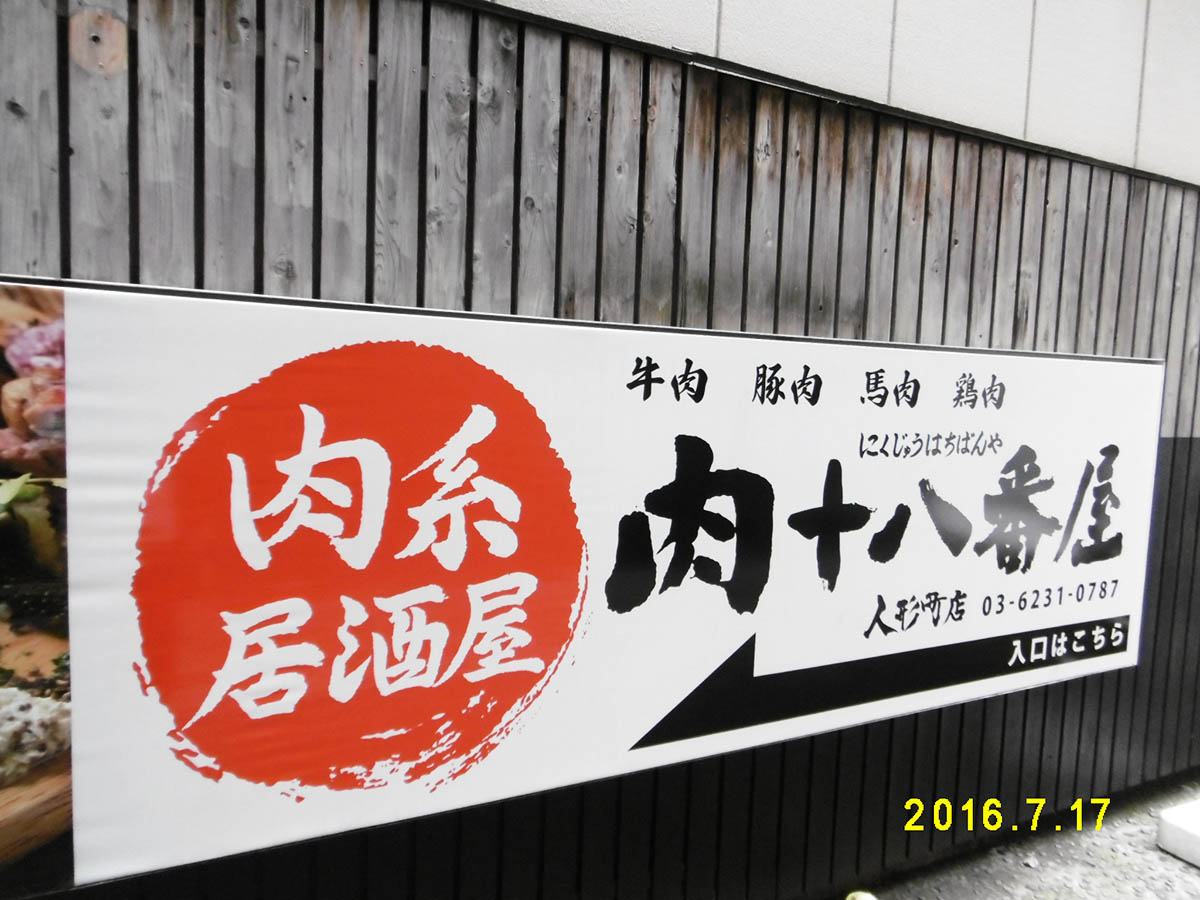 肉系
居酒屋
牛肉 豚肉 馬肉 鶏肉
にくじゅうはちばんや
肉十八番屋
人形町店 03-6231-0787
入口はこちら
2016.7.17